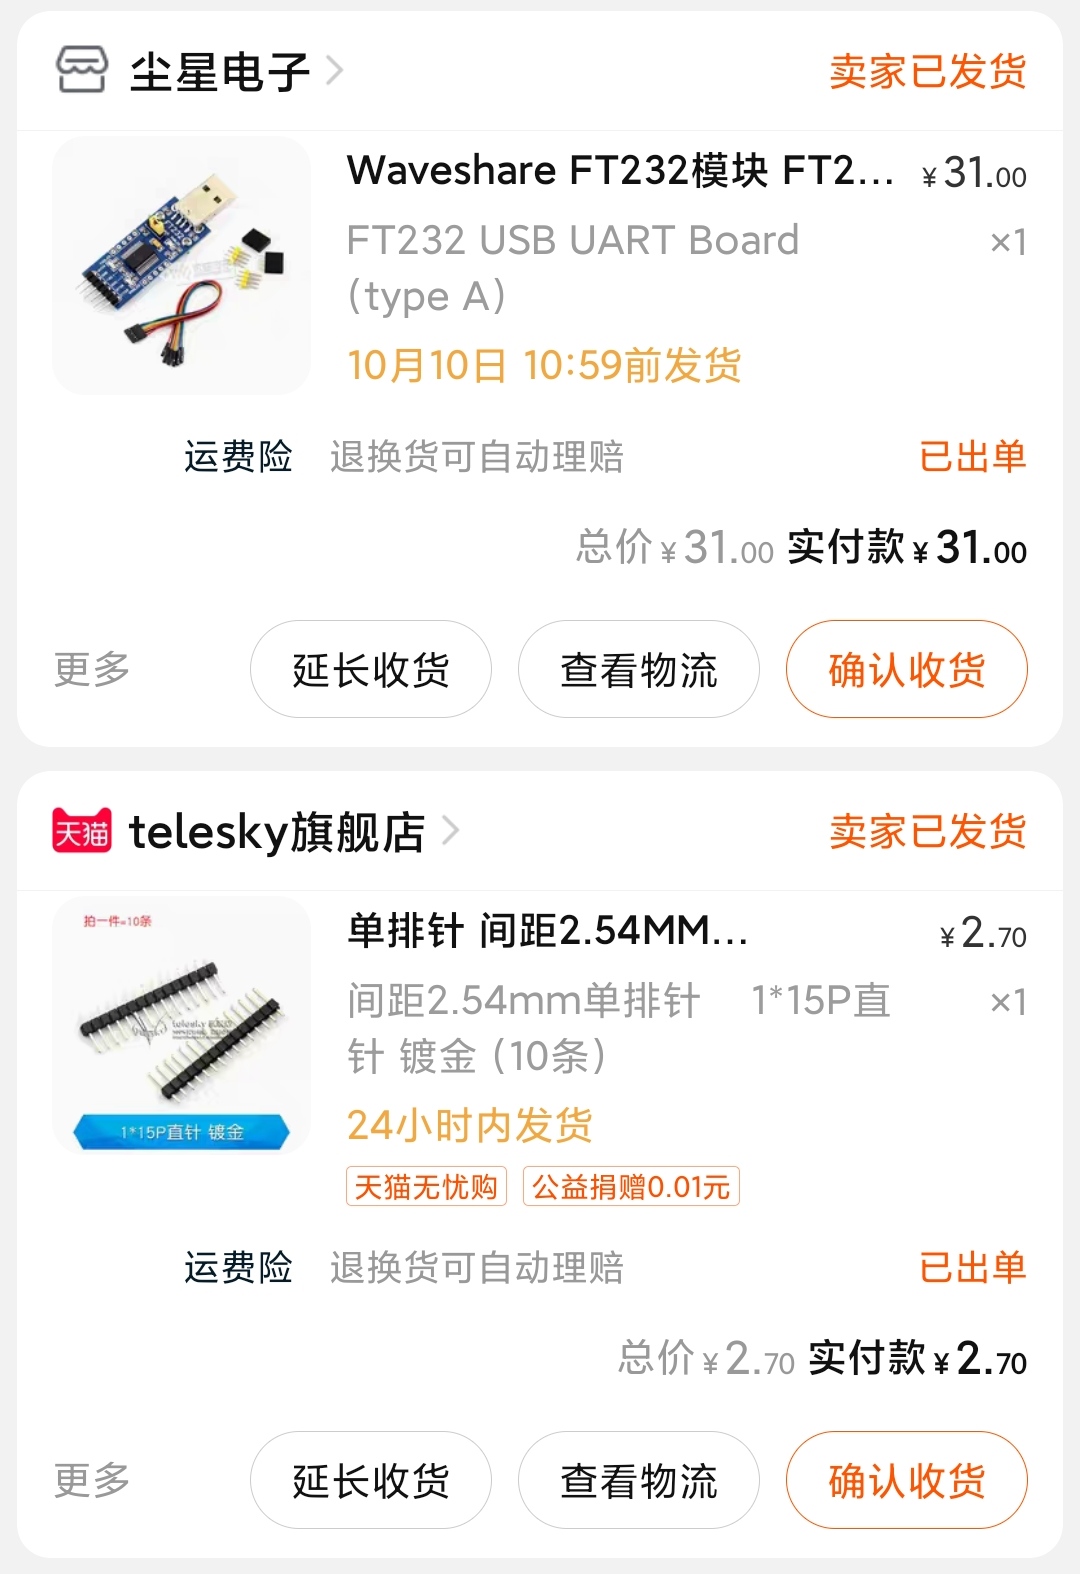 尘星电子
卖家已发货
Waveshare FT232模块 FT2... ¥31.00
FT232 USB UART Board ×1
(type A)
10月10日 10:59前发货
运费险 退换货可自动理赔 已出单
总价¥31.00 实付款¥31.00
更多 延长收货 查看物流 确认收货
天猫 telesky旗舰店
卖家已发货
拍一件=10条
telesky
1*15P直针 镀金
单排针 间距2.54MM... ¥2.70
间距2.54mm单排针 1*15P直 ×1
针 镀金 (10条)
24小时内发货
天猫无忧购 公益捐赠0.01元
运费险 退换货可自动理赔 已出单
总价¥2.70 实付款¥2.70
更多 延长收货 查看物流 确认收货